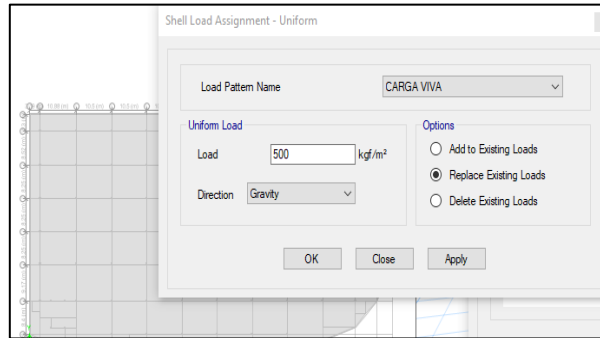 Shell Load Assignment - Uniform
Load Pattern Name CARGA VIVA
Uniform Load
Load 500 kgf/m²
Direction Gravity
Options
Add to Existing Loads
Replace Existing Loads
Delete Existing Loads
OK Close Apply